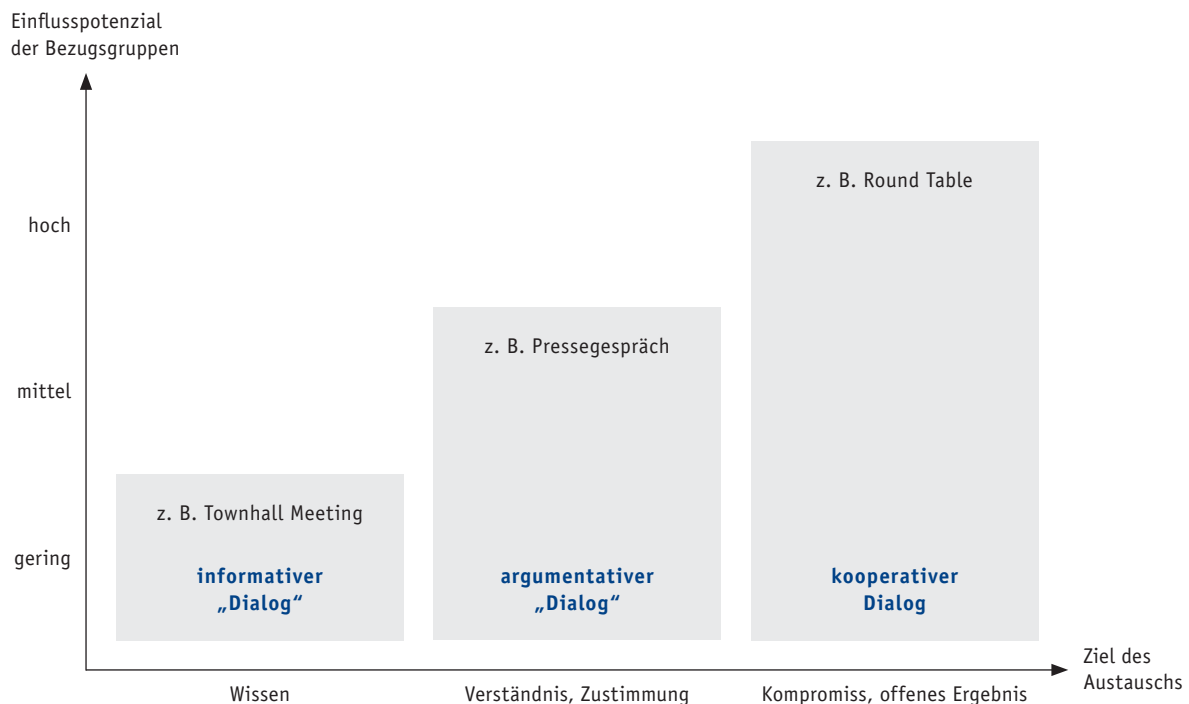 Einflusspotenzial
der Bezugsgruppen
z. B. Round Table
hoch
z. B. Pressegespräch
mittel
z. B. Townhall Meeting
gering
informativer
„Dialog“
argumentativer
„Dialog“
kooperativer
Dialog
Ziel des
Austauschs
Wissen
Verständnis, Zustimmung
Kompromiss, offenes Ergebnis